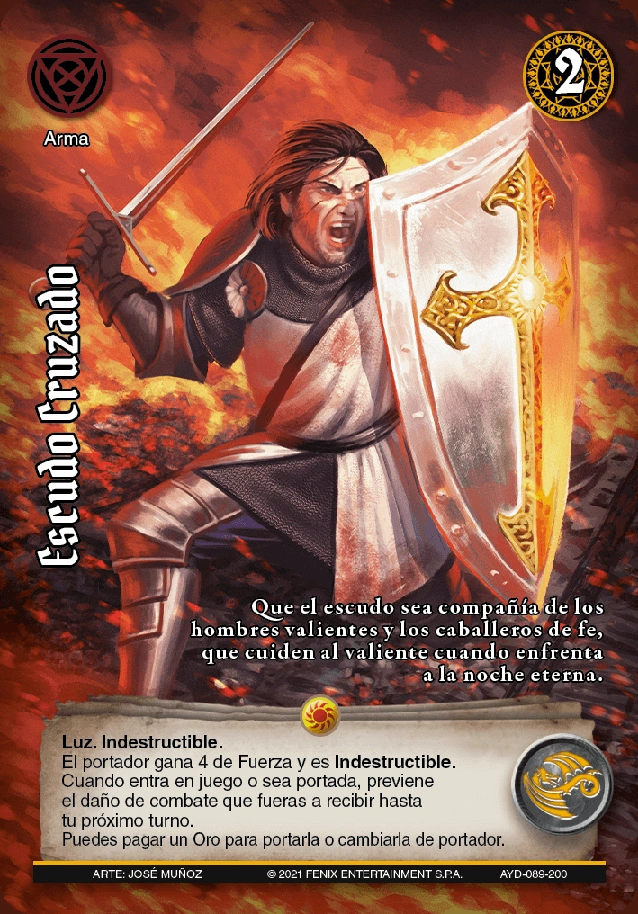 2
Arma
Escudo Cruzado
Que el escudo sea compañía de los
hombres valientes y los caballeros de fe,
que cuiden al valiente cuando enfrenta
a la noche eterna.
Luz. Indestructible.
El portador gana 4 de Fuerza y es Indestructible.
Cuando entra en juego o sea portada, previene
el daño de combate que fueras a recibir hasta
tu próximo turno.
Puedes pagar un Oro para portarla o cambiarla de portador.
ARTE: JOSÉ MUÑOZ © 2021 FENIX ENTERTAINMENT S.P.A. AYD-089-200